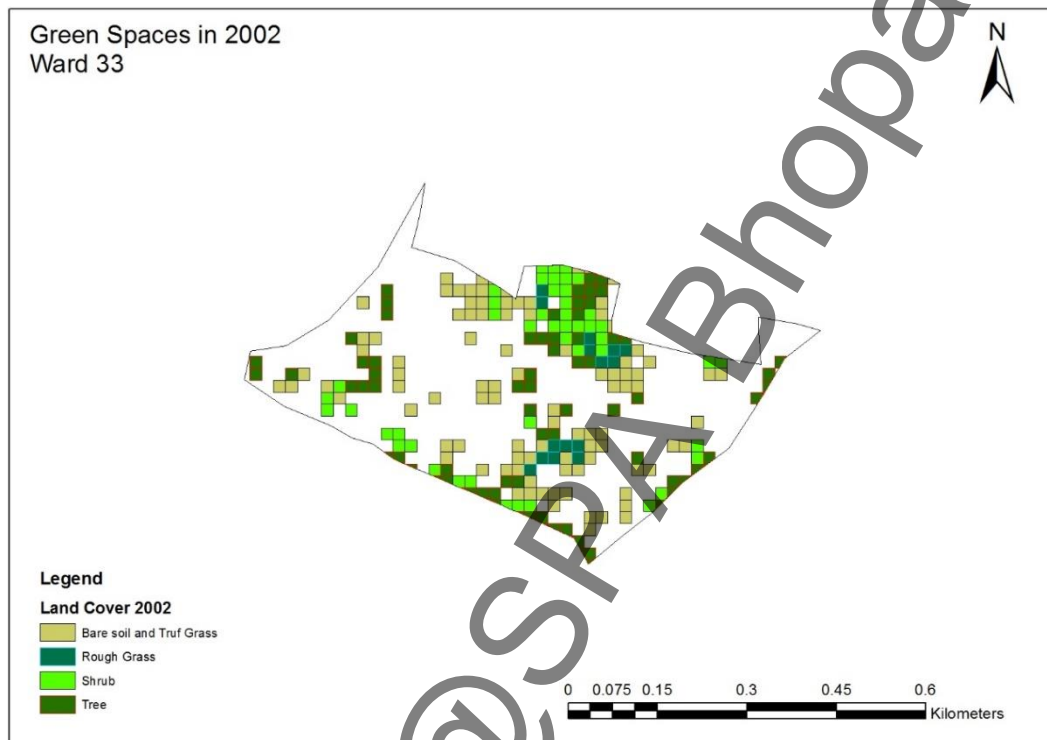 Green Spaces in 2002
Ward 33
N
Legend
Land Cover 2002
Bare soil and Truf Grass
Rough Grass
Shrub
Tree
0 0.075 0.15 0.3 0.45 0.6
Kilometers
@SPA Bhopa